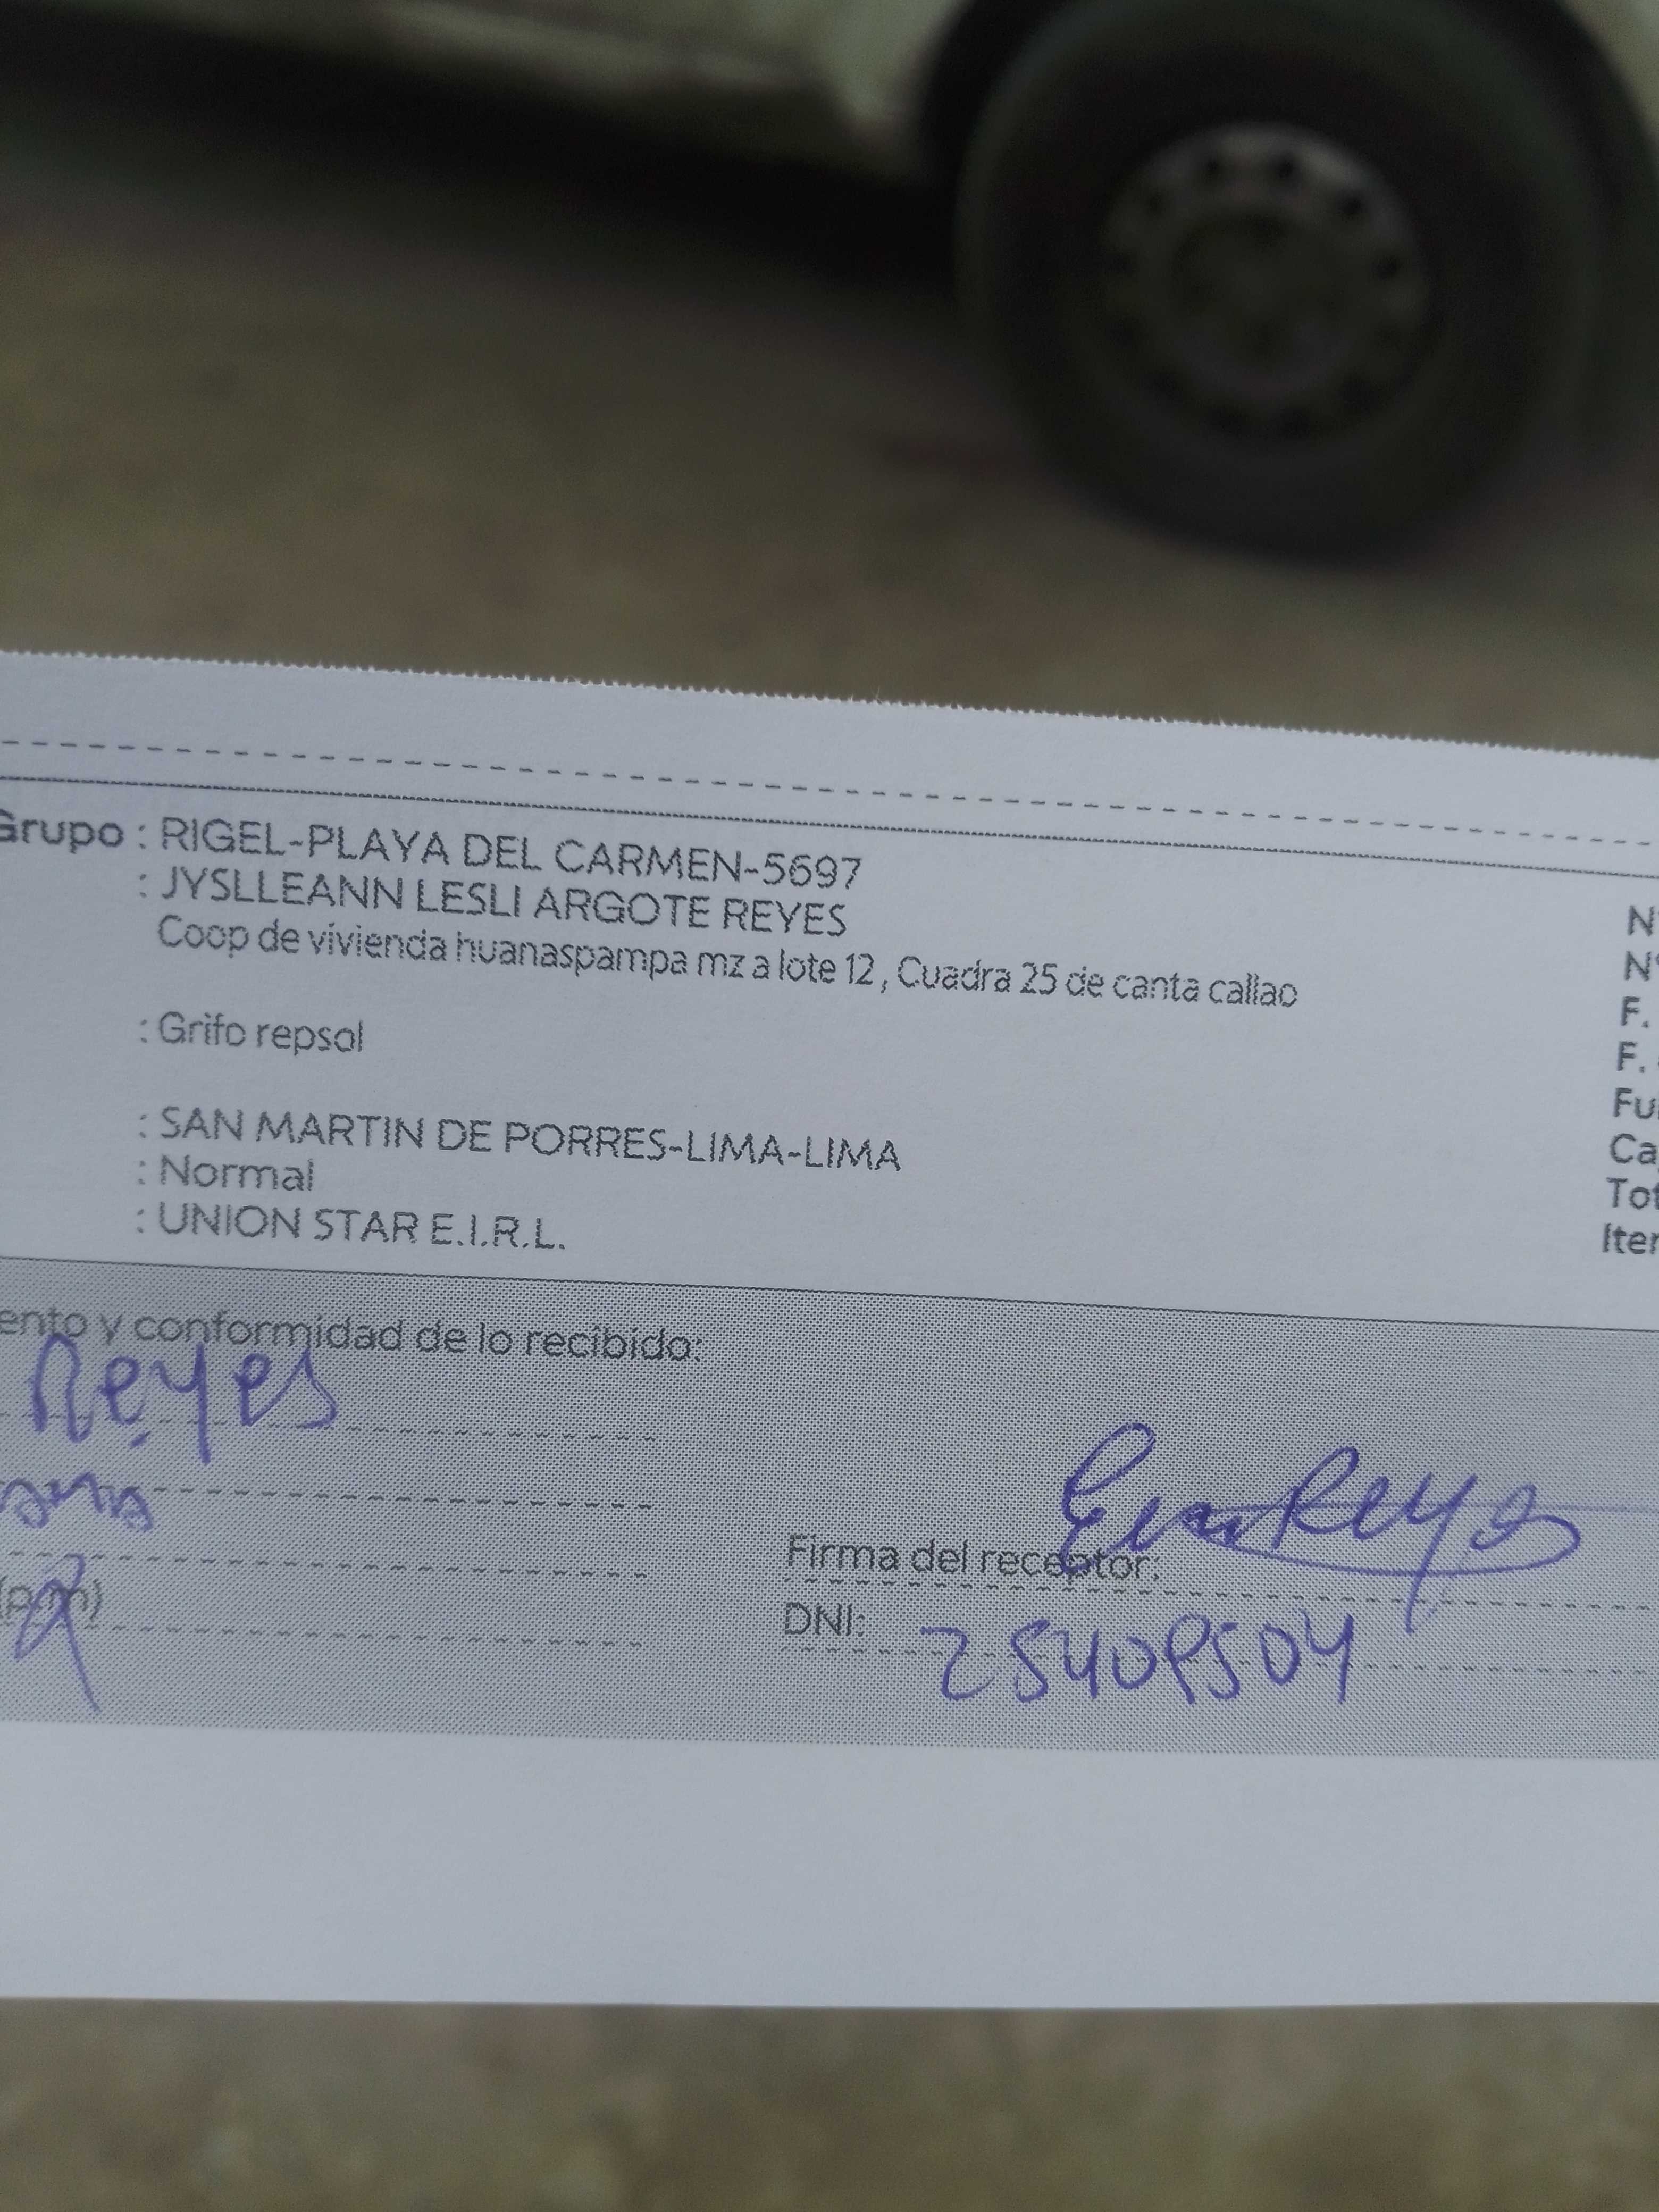 Grupo : RIGEL-PLAYA DEL CARMEN-5697
: JYSLLEANN LESLI ARGOTE REYES
Coop de vivienda huanaspampa mz a lote 12 , Cuadra 25 de canta callao
: Grifo repsol
: SAN MARTIN DE PORRES-LIMA-LIMA
: Normal
: UNION STAR E.I.R.L.
N
N°
F.
F.
Fu
Ca
Tot
Iter
ento y conformidad de lo recibido:
Reyes
(p.m)
Reyes
Firma del receptor:
DNI: 25409504